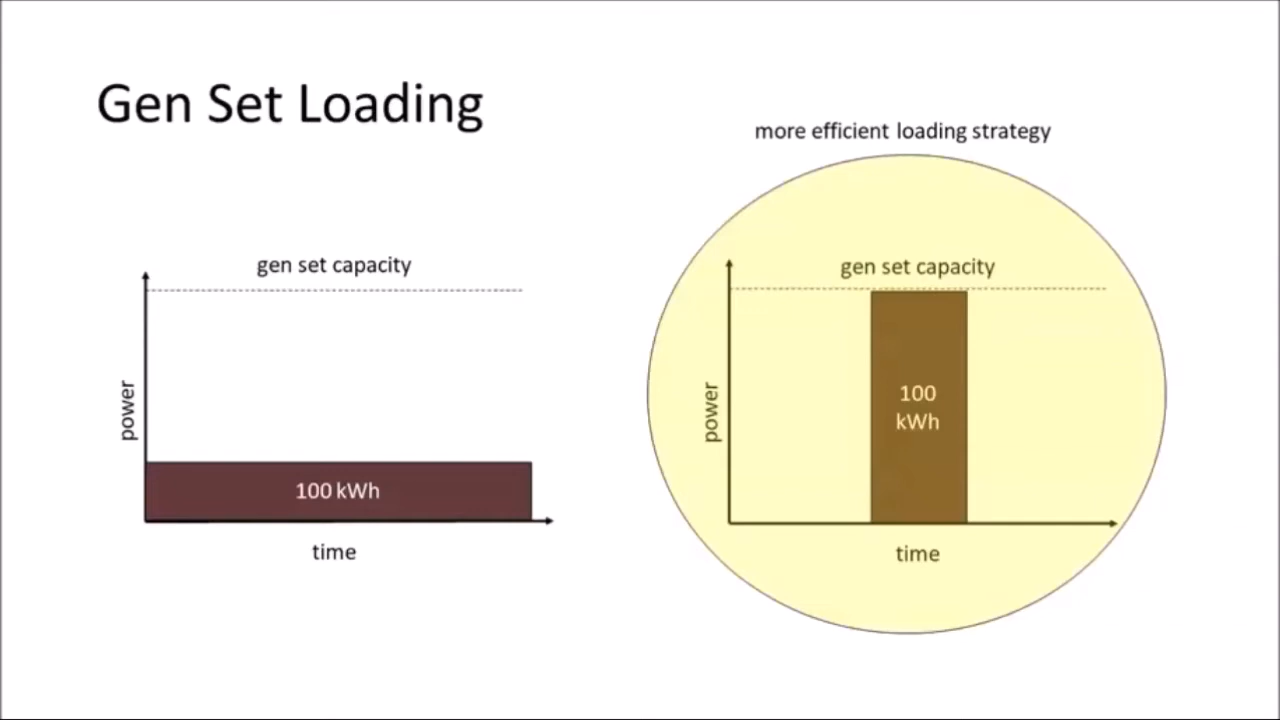 Gen Set Loading
more efficient loading strategy
gen set capacity
power
100 kWh
time
gen set capacity
power
100
kWh
time